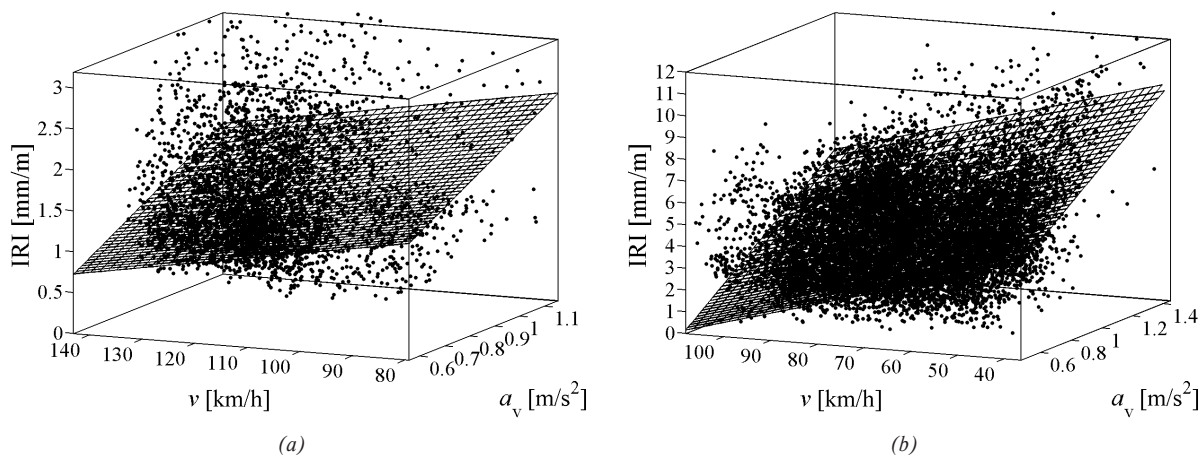 3
2.5
2
1.5
1
0.5
0
IRI [mm/m]
140 130 120 110 100 90 80
v [km/h]
0.6 0.7 0.8 0.9 1 1.1
a_v [m/s²]
(a)
12
11
10
9
8
7
6
5
4
3
2
1
0
IRI [mm/m]
100 90 80 70 60 50 40
v [km/h]
0.6 0.8 1 1.2 1.4
a_v [m/s²]
(b)